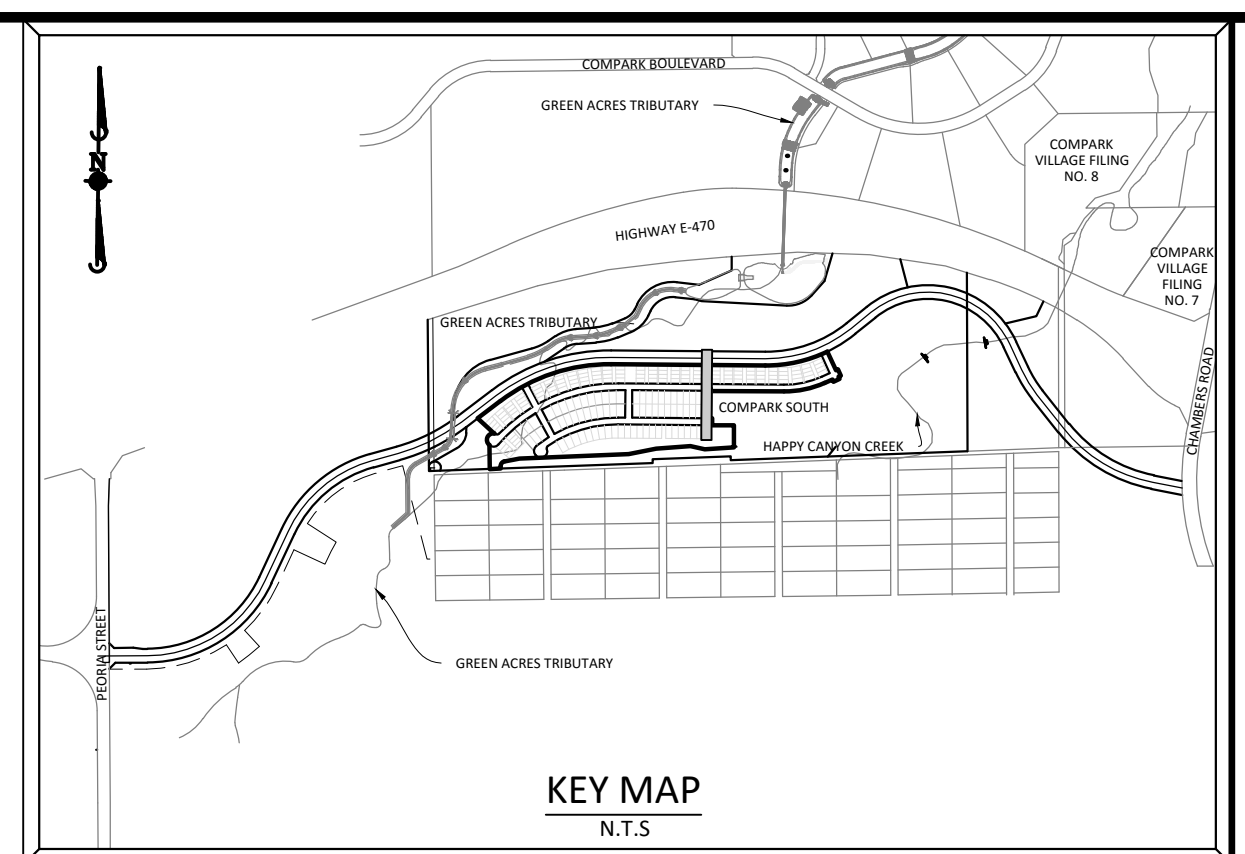 COMPARK BOULEVARD
GREEN ACRES TRIBUTARY
N
COMPARK
VILLAGE FILING
NO. 8
HIGHWAY E-470
COMPARK
VILLAGE
FILING
NO. 7
GREEN ACRES TRIBUTARY
COMPARK SOUTH
HAPPY CANYON CREEK
CHAMBERS ROAD
PEORIA STREET
GREEN ACRES TRIBUTARY
KEY MAP
N.T.S